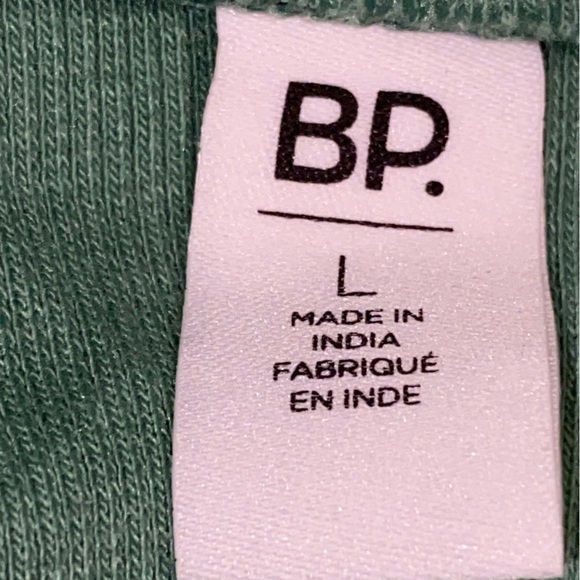 BP.
L
MADE IN
INDIA
FABRIQUÉ
EN INDE